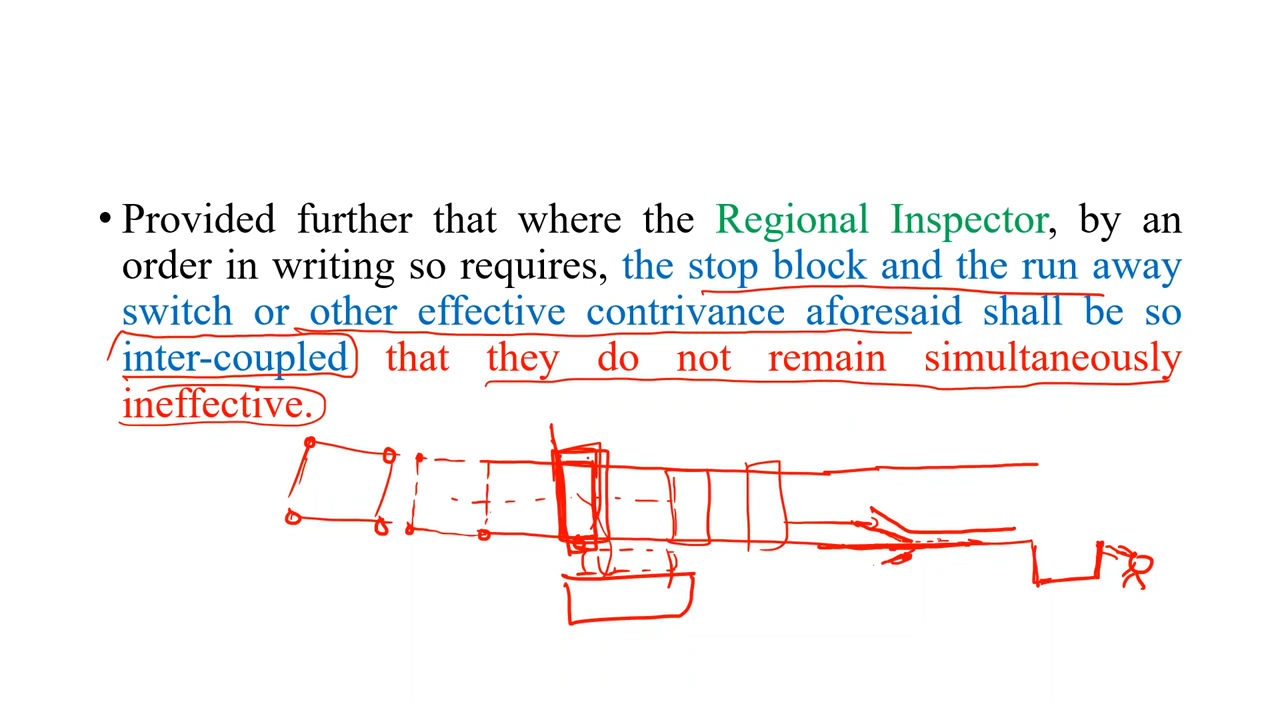 • Provided further that where the Regional Inspector, by an
order in writing so requires, the stop block and the run away
switch or other effective contrivance aforesaid shall be so
inter-coupled that they do not remain simultaneously
ineffective.